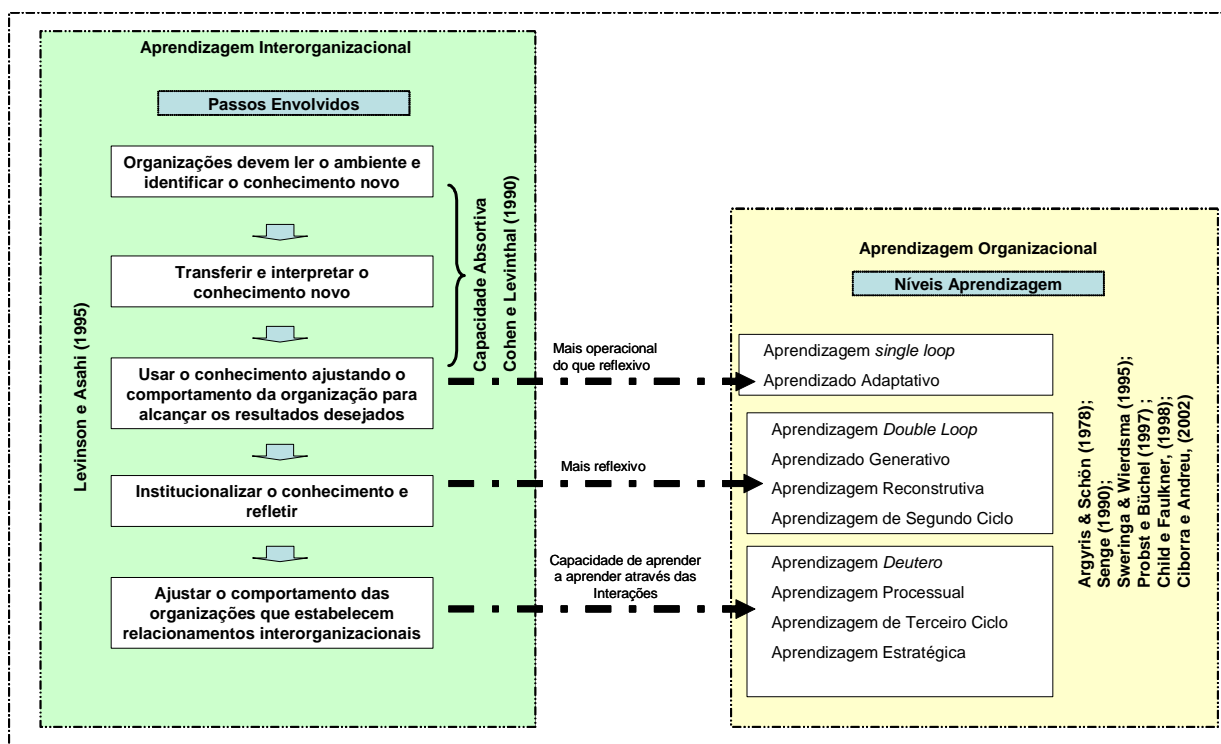 Aprendizagem Interorganizacional
Passos Envolvidos
Organizações devem ler o ambiente e
identificar o conhecimento novo
Transferir e interpretar o
conhecimento novo
Usar o conhecimento ajustando o
comportamento da organização para
alcançar os resultados desejados
Institucionalizar o conhecimento e
refletir
Ajustar o comportamento das
organizações que estabelecem
relacionamentos interorganizacionais
Levinson e Asahi (1995)
Capacidade Absortiva
Cohen e Levinthal (1990)
Mais operacional
do que reflexivo
Mais reflexivo
Capacidade de aprender
a aprender através das
Interações
Aprendizagem Organizacional
Níveis Aprendizagem
Aprendizagem single loop
Aprendizado Adaptativo
Aprendizagem Double Loop
Aprendizado Generativo
Aprendizagem Reconstrutiva
Aprendizagem de Segundo Ciclo
Aprendizagem Deutero
Aprendizagem Processual
Aprendizagem de Terceiro Ciclo
Aprendizagem Estratégica
Argyris & Schön (1978);
Senge (1990);
Sweringa & Wierdsma (1995);
Probst e Büchel (1997) ;
Child e Faulkner, (1998);
Ciborra e Andreu, (2002)